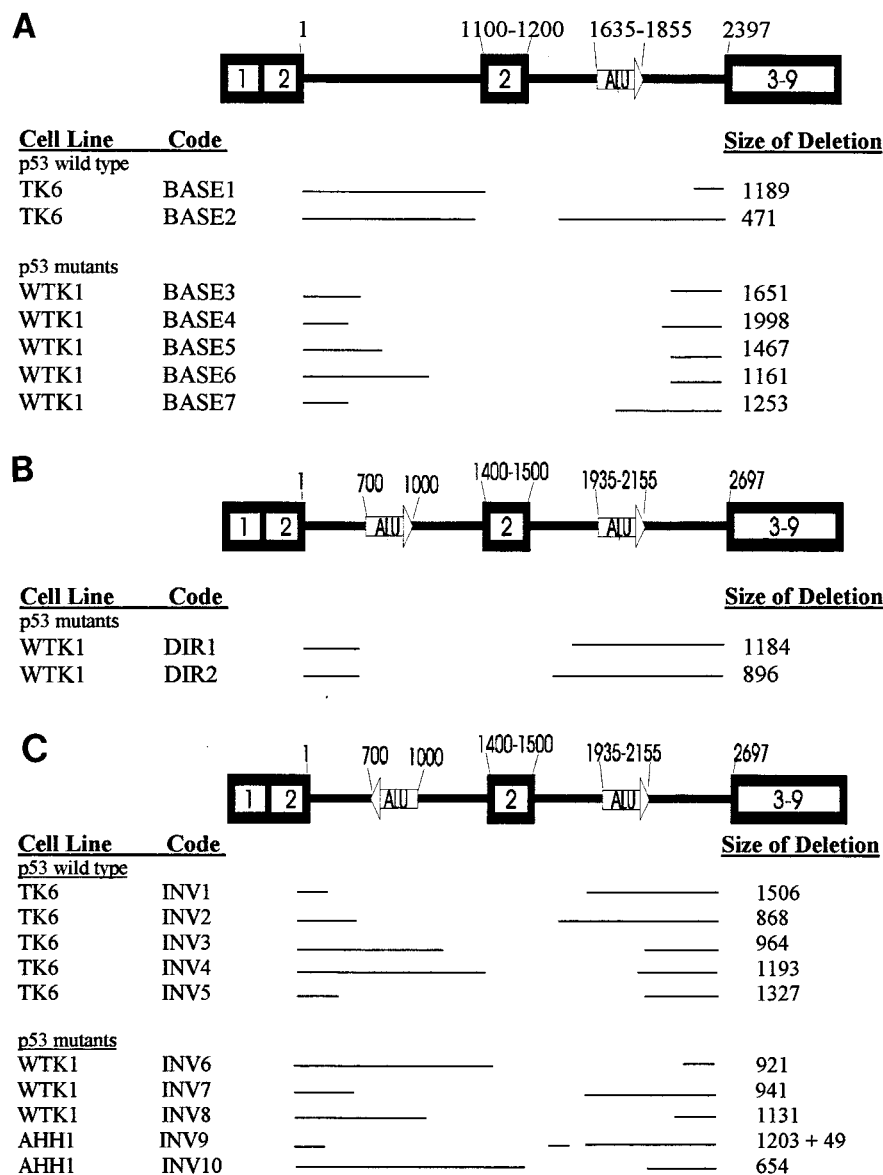 A
1 1100-1200 1635-1855 2397
1 2 2 ALU 3-9
Cell Line Code Size of Deletion
p53 wild type
TK6 BASE1 1189
TK6 BASE2 471
p53 mutants
WTK1 BASE3 1651
WTK1 BASE4 1998
WTK1 BASE5 1467
WTK1 BASE6 1161
WTK1 BASE7 1253
B
1 700 1000 1400-1500 1935-2155 2697
1 2 ALU 2 ALU 3-9
Cell Line Code Size of Deletion
p53 mutants
WTK1 DIR1 1184
WTK1 DIR2 896
C
1 700 1000 1400-1500 1935-2155 2697
1 2 ALU 2 ALU 3-9
Cell Line Code Size of Deletion
p53 wild type
TK6 INV1 1506
TK6 INV2 868
TK6 INV3 964
TK6 INV4 1193
TK6 INV5 1327
p53 mutants
WTK1 INV6 921
WTK1 INV7 941
WTK1 INV8 1131
AHH1 INV9 1203 + 49
AHH1 INV10 654